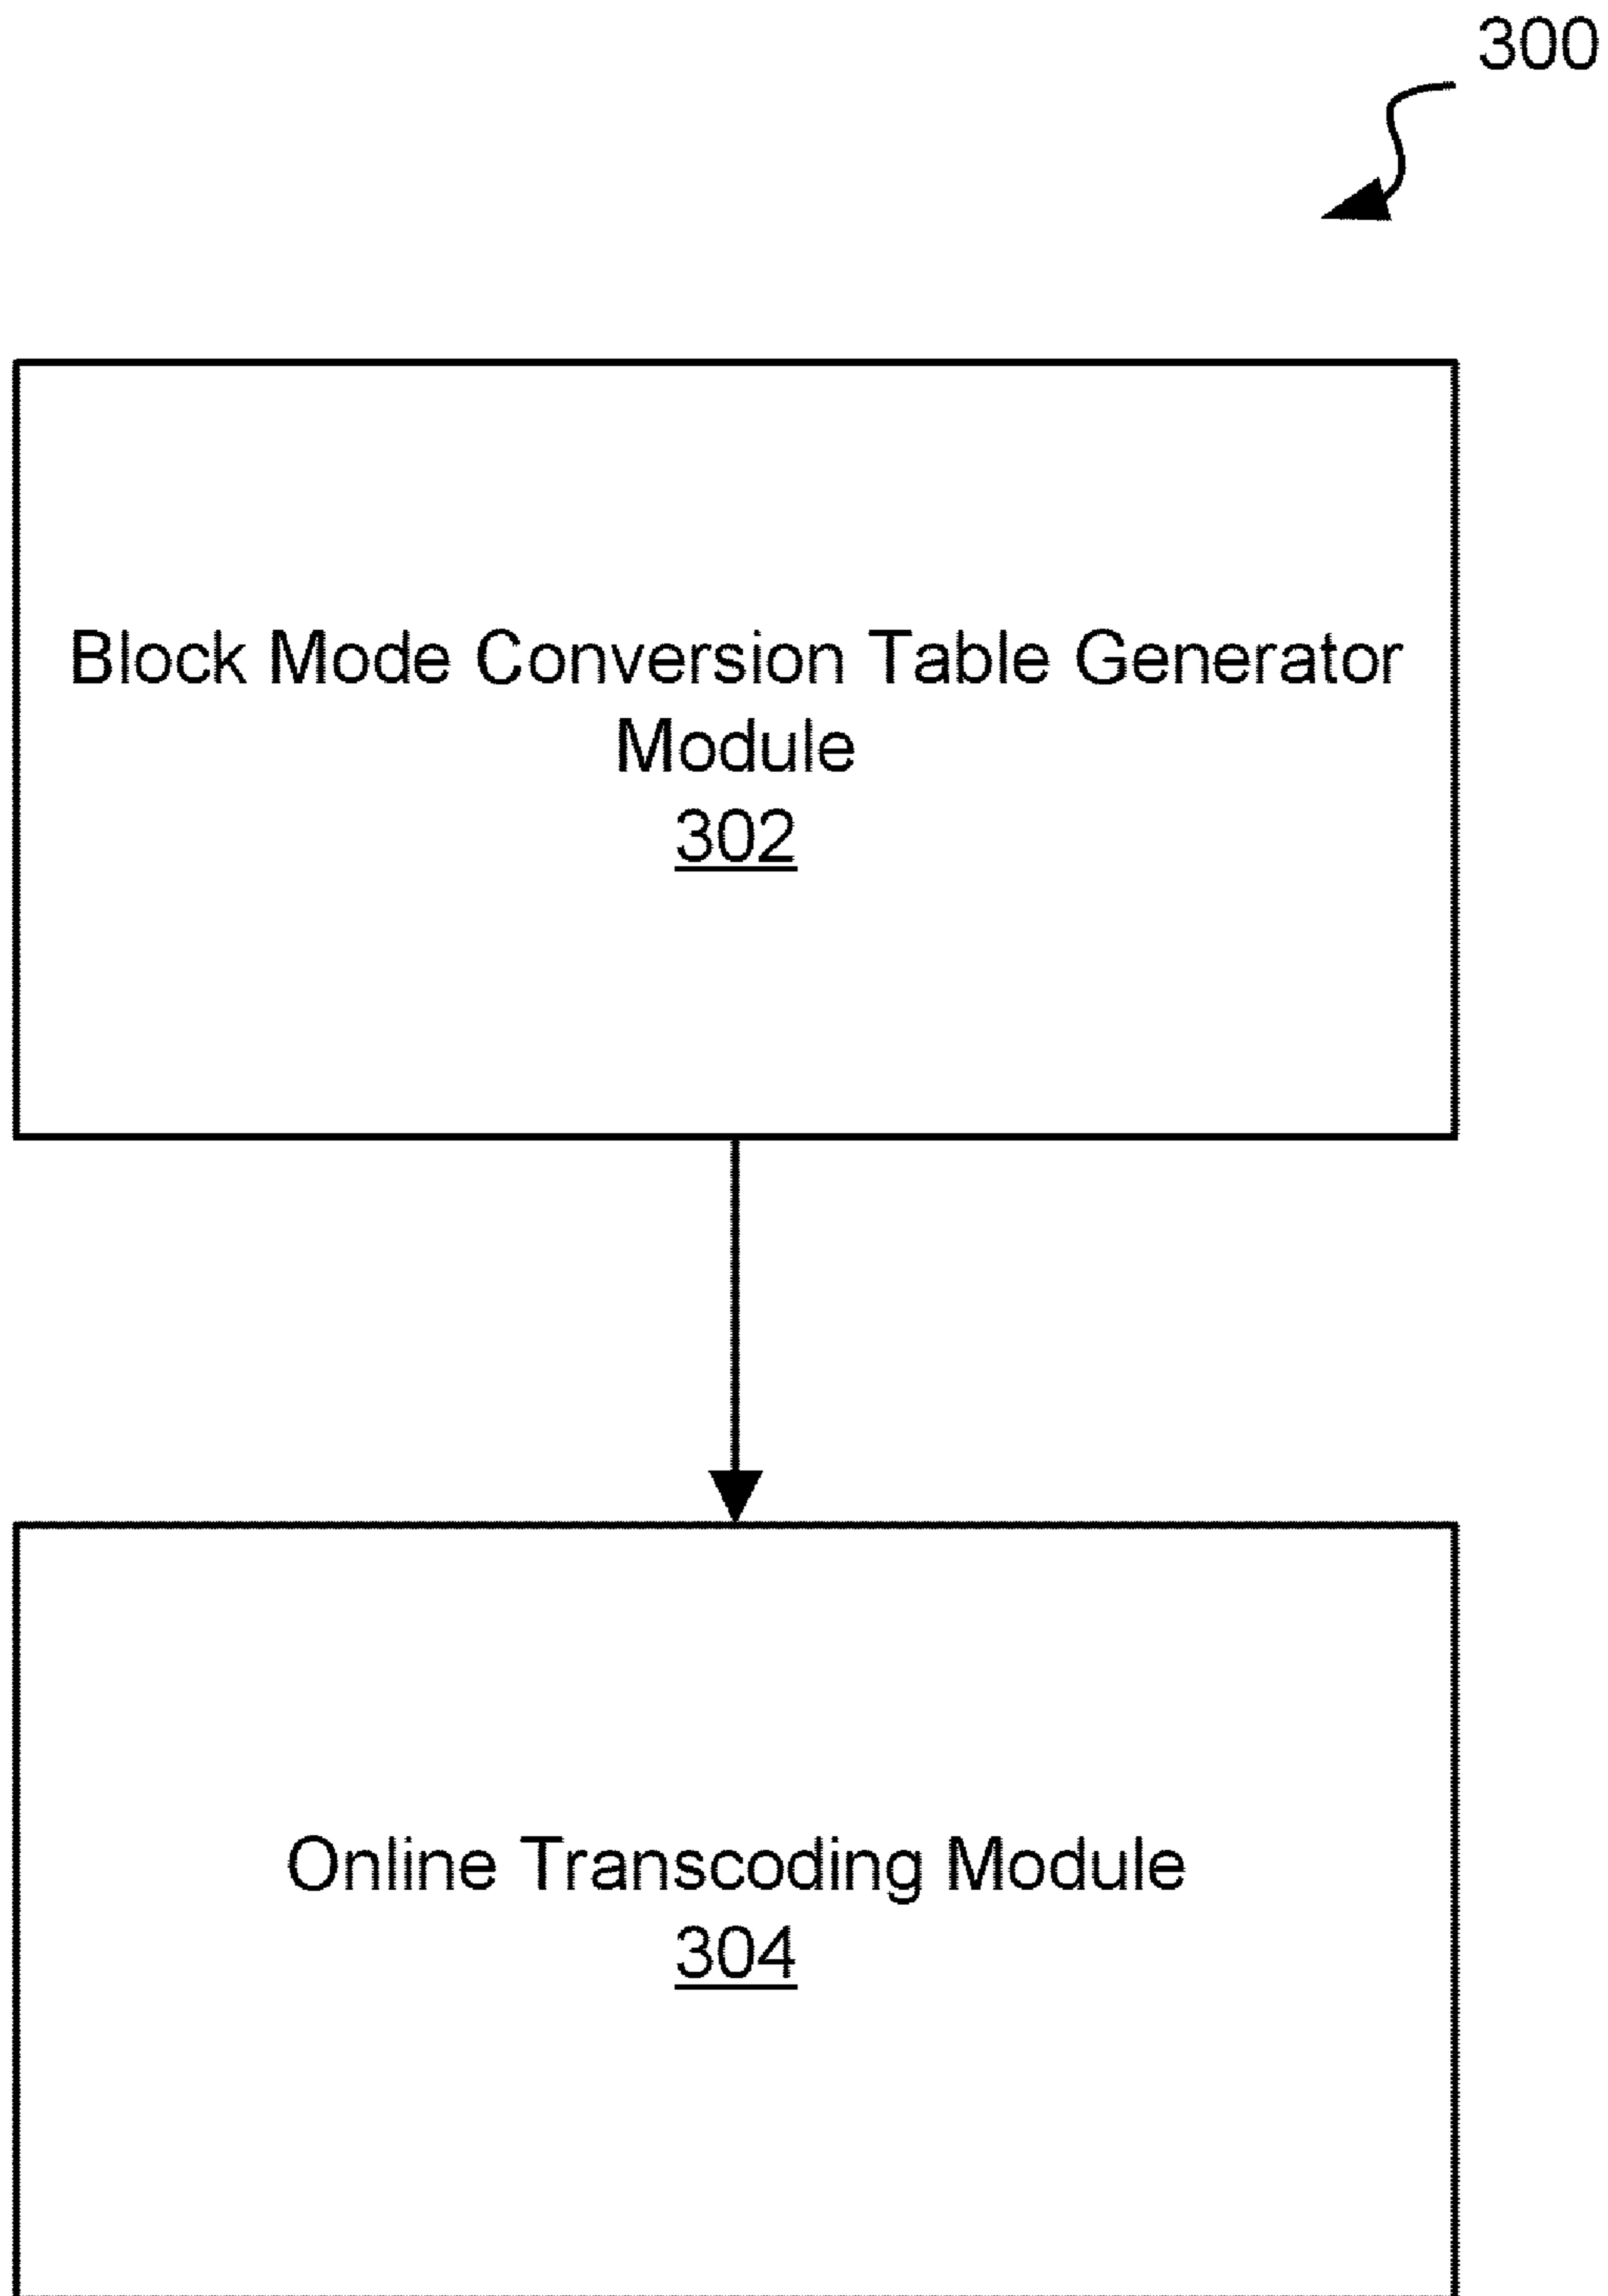 300
Block Mode Conversion Table Generator
Module
302
Online Transcoding Module
304